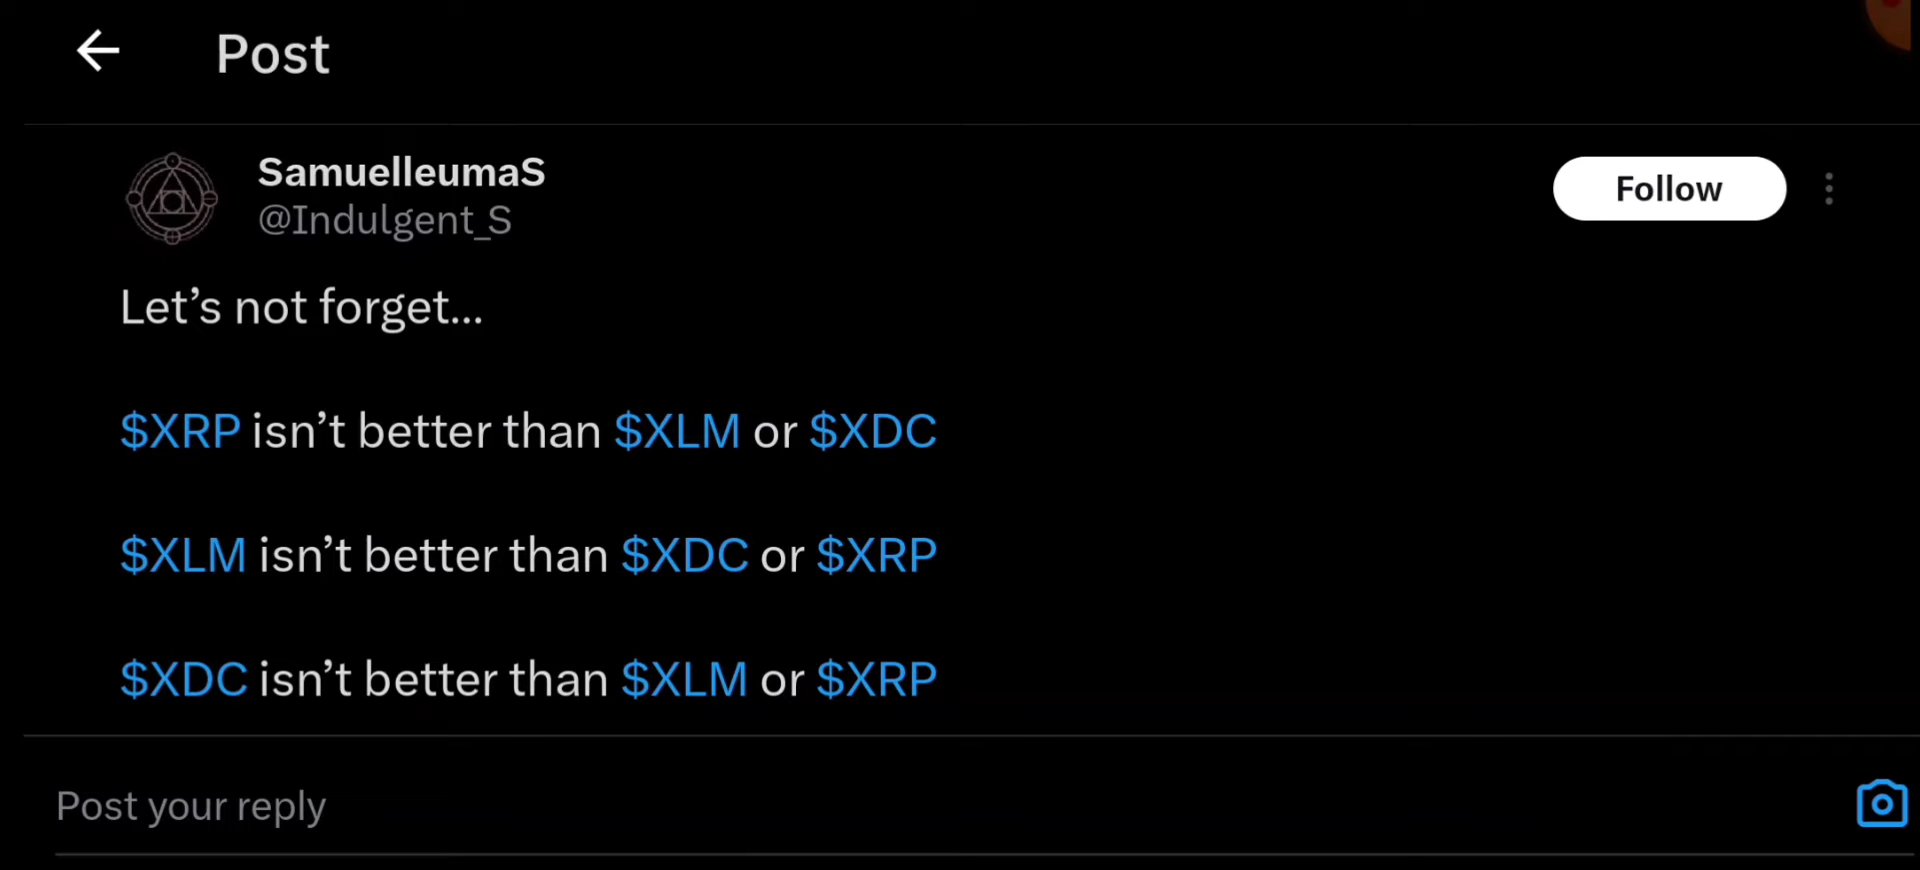 Post
SamuelleumaS
Follow
@Indulgent_S
Let’s not forget...
$XRP isn’t better than $XLM or $XDC
$XLM isn’t better than $XDC or $XRP
$XDC isn’t better than $XLM or $XRP
Post your reply